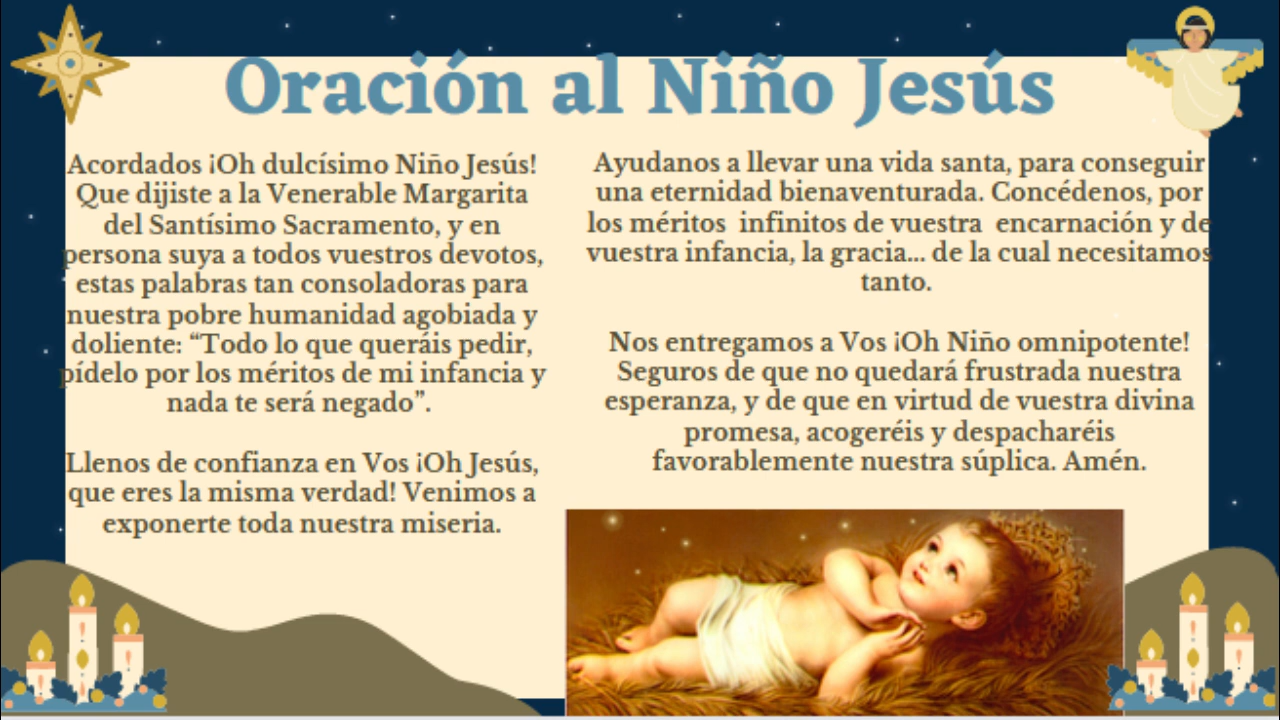 Oración al Niño Jesús
Acordados ¡Oh dulcísimo Niño Jesús!
Que dijiste a la Venerable Margarita
del Santísimo Sacramento, y en
persona suya a todos vuestros devotos,
estas palabras tan consoladoras para
nuestra pobre humanidad agobiada y
doliente: “Todo lo que queráis pedir,
pídelo por los méritos de mi infancia y
nada te será negado”.
Llenos de confianza en Vos ¡Oh Jesús,
que eres la misma verdad! Venimos a
exponerte toda nuestra miseria.
Ayudanos a llevar una vida santa, para conseguir
una eternidad bienaventurada. Concédenos, por
los méritos infinitos de vuestra encarnación y de
vuestra infancia, la gracia... de la cual necesitamos
tanto.
Nos entregamos a Vos ¡Oh Niño omnipotente!
Seguros de que no quedará frustrada nuestra
esperanza, y de que en virtud de vuestra divina
promesa, acogeréis y despacharéis
favorablemente nuestra súplica. Amén.